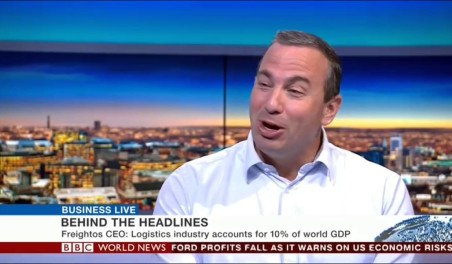 BUSINESS LIVE
BEHIND THE HEADLINES
Freightos CEO: Logistics industry accounts for 10% of world GDP
BBC WORLD NEWS FORD PROFITS FALL AS IT WARNS ON US ECONOMIC RISKS